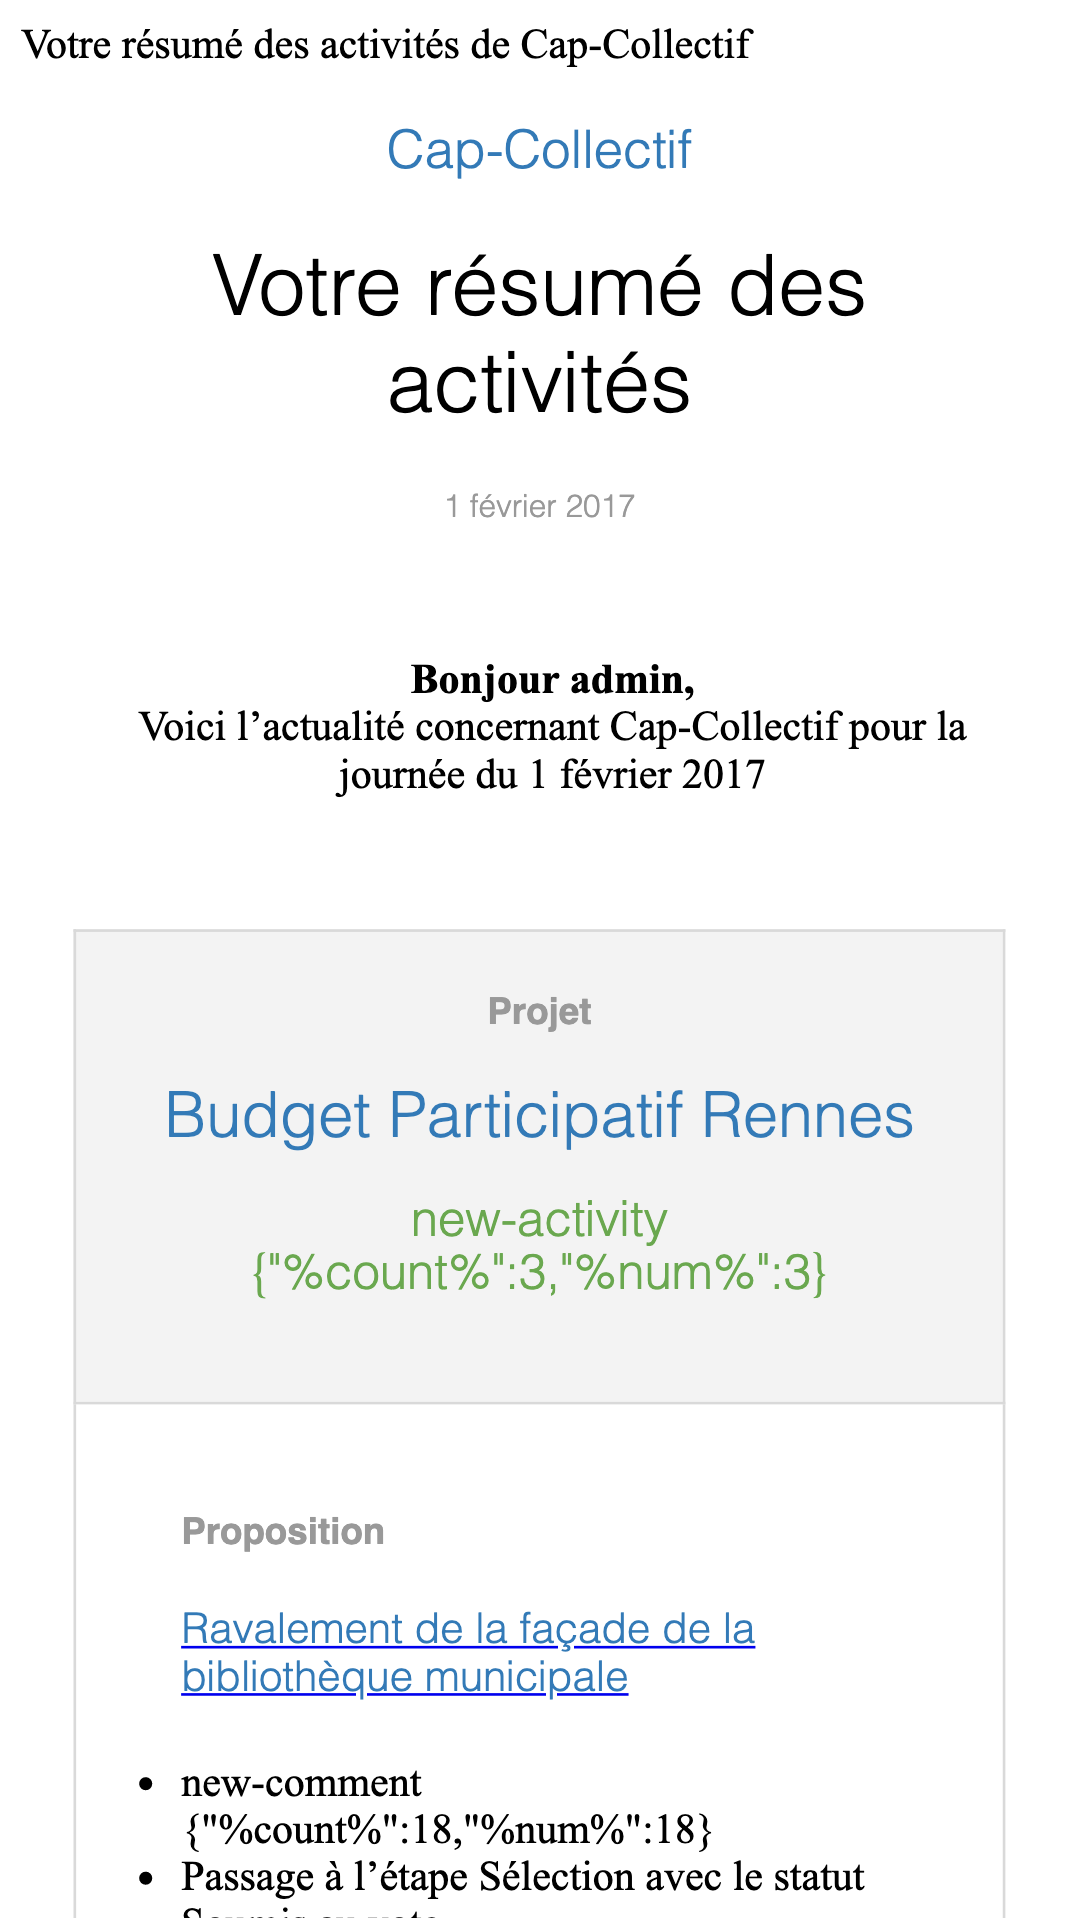 Votre résumé des activités de Cap-Collectif
Cap-Collectif
Votre résumé des
activités
1 février 2017
Bonjour admin,
Voici l’actualité concernant Cap-Collectif pour la
journée du 1 février 2017
Projet
Budget Participatif Rennes
new-activity
{"%count%":3,"%num%":3}
Proposition
Ravalement de la façade de la
bibliothèque municipale
• new-comment
{"%count%":18,"%num%":18}
• Passage à l’étape Sélection avec le statut
Soumis au vote